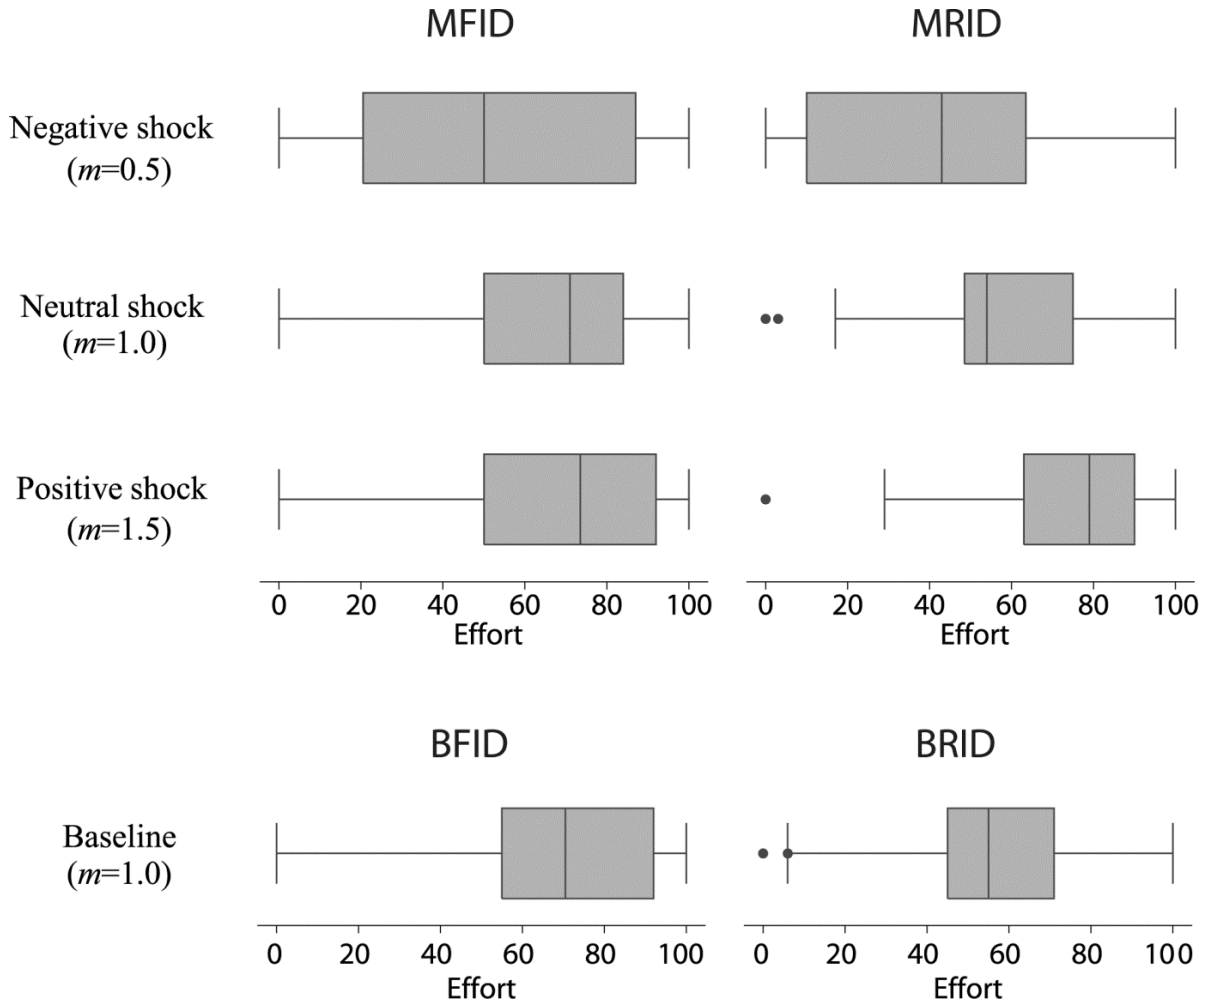 MFID MRID
Negative shock
(m=0.5)
Neutral shock
(m=1.0)
Positive shock
(m=1.5)
0 20 40 60 80 100 0 20 40 60 80 100
Effort Effort
BFID BRID
Baseline
(m=1.0)
0 20 40 60 80 100 0 20 40 60 80 100
Effort Effort